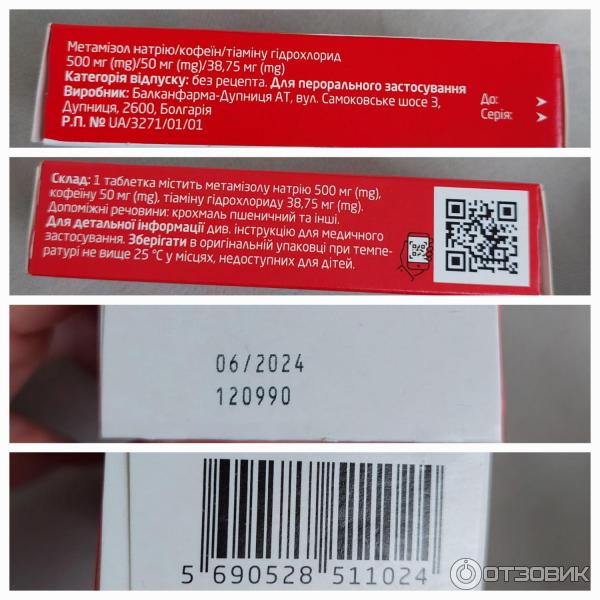 Метамізол натрію/кофеїн/тіаміну гідрохлорид
500 мг (mg)/50 мг (mg)/38,75 мг (mg)
Категорія відпуску: без рецепта. Для перорального застосування
Виробник: Балканфарма-Дупниця АТ, вул. Самоковське шосе 3,
Дупниця, 2600, Болгарія
Р.П. № UA/3271/01/01
До:
Серія:
Склад: 1 таблетка містить метамізолу натрію 500 мг (mg),
кофеїну 50 мг (mg), тіаміну гідрохлориду 38,75 мг (mg).
Допоміжні речовини: крохмаль пшеничний та інші.
Для детальної інформації див. інструкцію для медичного
застосування. Зберігати в оригінальній упаковці при темпе-
ратурі не вище 25 °С у місцях, недоступних для дітей.
06/2024
120990
5 690528 511024
ОТЗОВИК